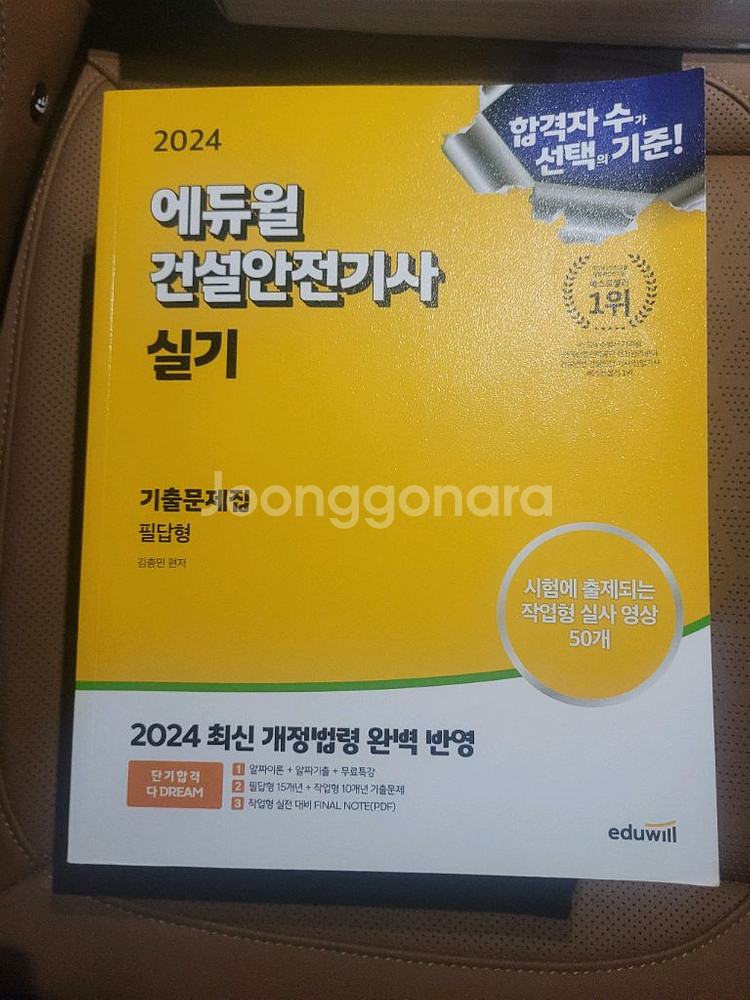 2024
합격자 수가
선택의 기준!
에듀윌
건설안전기사
실기
베스트셀러
1위
기출문제집
필답형
김충민 편저
Joonggonara
시험에 출제되는
작업형 실사 영상
50개
2024 최신 개정법령 완벽 반영
단기합격
다 DREAM
1 알짜이론 + 알짜기출 + 무료특강
2 필답형 15개년 + 작업형 10개년 기출문제
3 작업형 실전 대비 FINAL NOTE(PDF)
eduwill